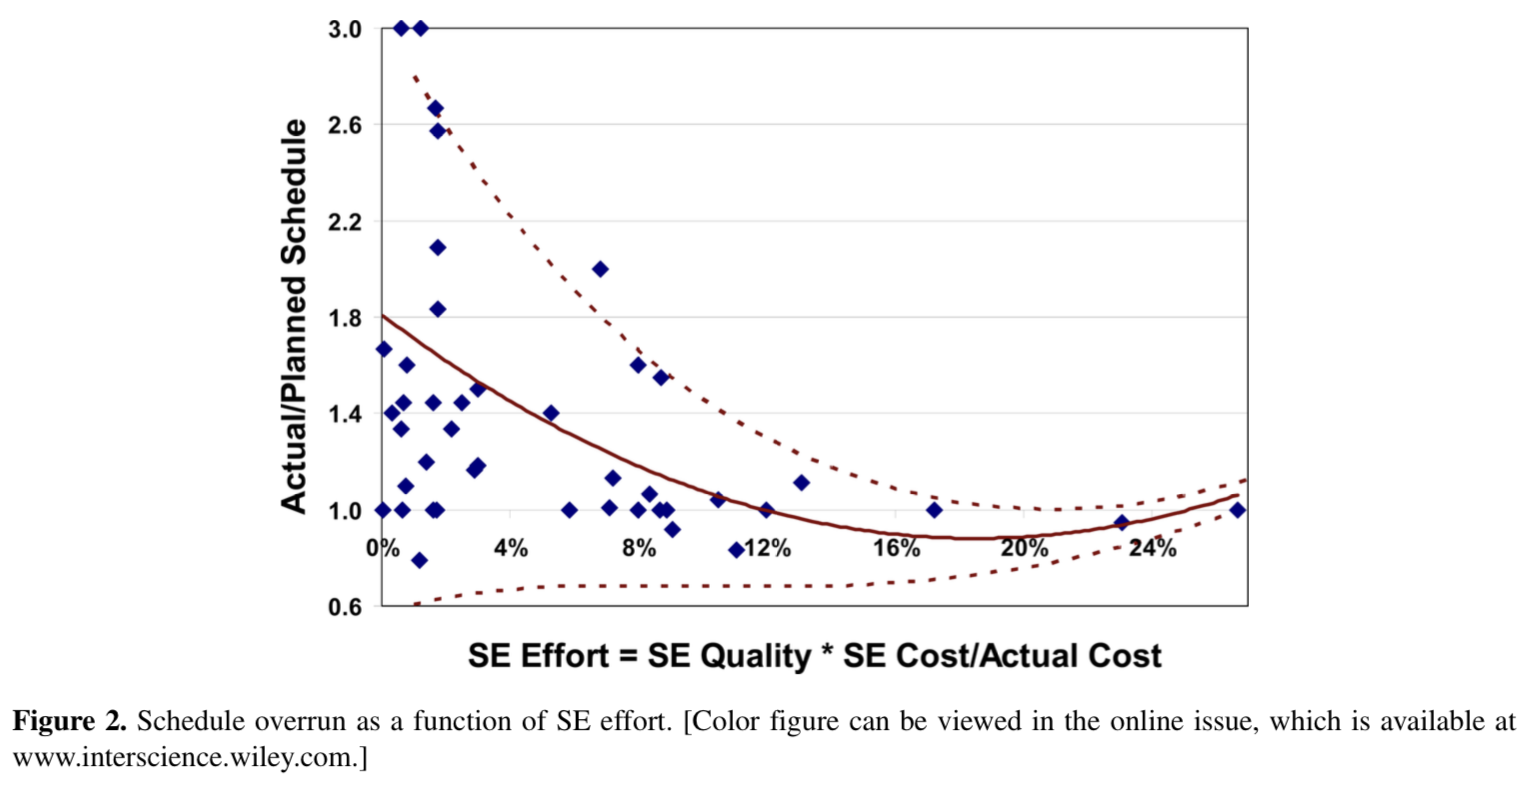 3.0
2.6
2.2
1.8
1.4
1.0
0.6
Actual/Planned Schedule
0% 4% 8% 12% 16% 20% 24%
SE Effort = SE Quality * SE Cost/Actual Cost
Figure 2. Schedule overrun as a function of SE effort. [Color figure can be viewed in the online issue, which is available at
www.interscience.wiley.com.]